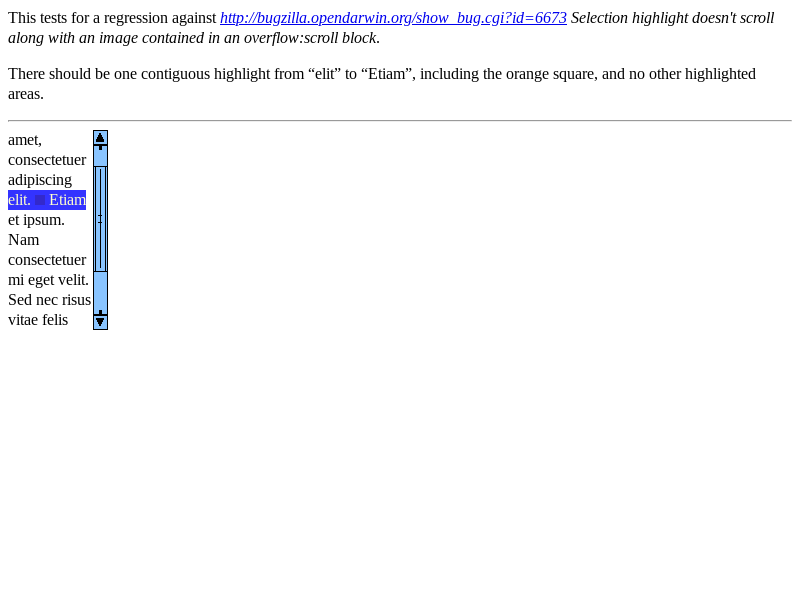 This tests for a regression against http://bugzilla.opendarwin.org/show_bug.cgi?id=6673 Selection highlight doesn't scroll
along with an image contained in an overflow:scroll block.
There should be one contiguous highlight from “elit” to “Etiam”, including the orange square, and no other highlighted
areas.
amet,
consectetuer
adipiscing
elit. Etiam
et ipsum.
Nam
consectetuer
mi eget velit.
Sed nec risus
vitae felis